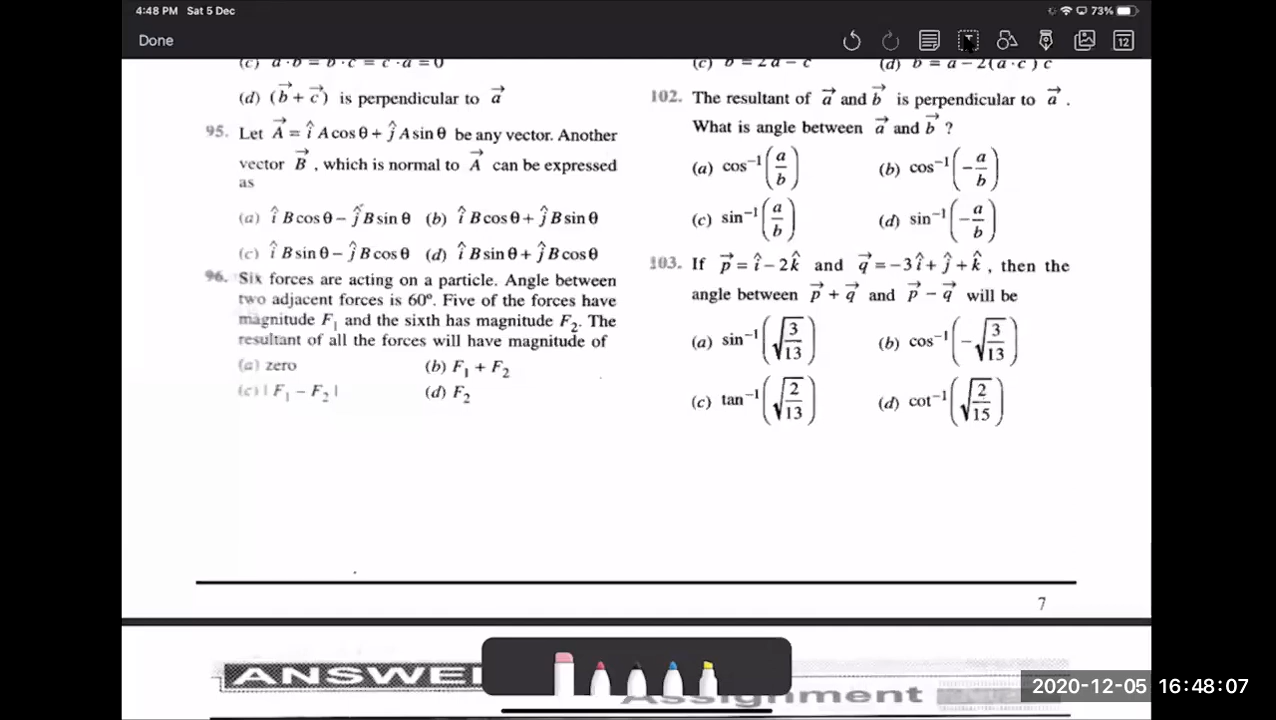 4:48 PM Sat 5 Dec
73%
Done
12
(c) a · b = b · c = c · a = 0
(d) (b⃗ + c⃗) is perpendicular to a⃗
95. Let A⃗ = î A cos θ + ĵ A sin θ be any vector. Another
vector B⃗, which is normal to A⃗ can be expressed
as
(a) î B cos θ − ĵ B sin θ (b) î B cos θ + ĵ B sin θ
(c) î B sin θ − ĵ B cos θ (d) î B sin θ + ĵ B cos θ
96. Six forces are acting on a particle. Angle between
two adjacent forces is 60°. Five of the forces have
magnitude F₁ and the sixth has magnitude F₂. The
resultant of all the forces will have magnitude of
(a) zero (b) F₁ + F₂
(c) | F₁ − F₂ | (d) F₂
(c) b = 2a − c (d) b = a − 2(a · c) c
102. The resultant of a⃗ and b⃗ is perpendicular to a⃗.
What is angle between a⃗ and b⃗ ?
(a) cos⁻¹(a/b) (b) cos⁻¹(−a/b)
(c) sin⁻¹(a/b) (d) sin⁻¹(−a/b)
103. If p⃗ = î − 2k̂ and q⃗ = −3î + ĵ + k̂, then the
angle between p⃗ + q⃗ and p⃗ − q⃗ will be
(a) sin⁻¹(√(3/13)) (b) cos⁻¹(−√(3/13))
(c) tan⁻¹(√(2/13)) (d) cot⁻¹(√(2/15))
7
2020-12-05 16:48:07